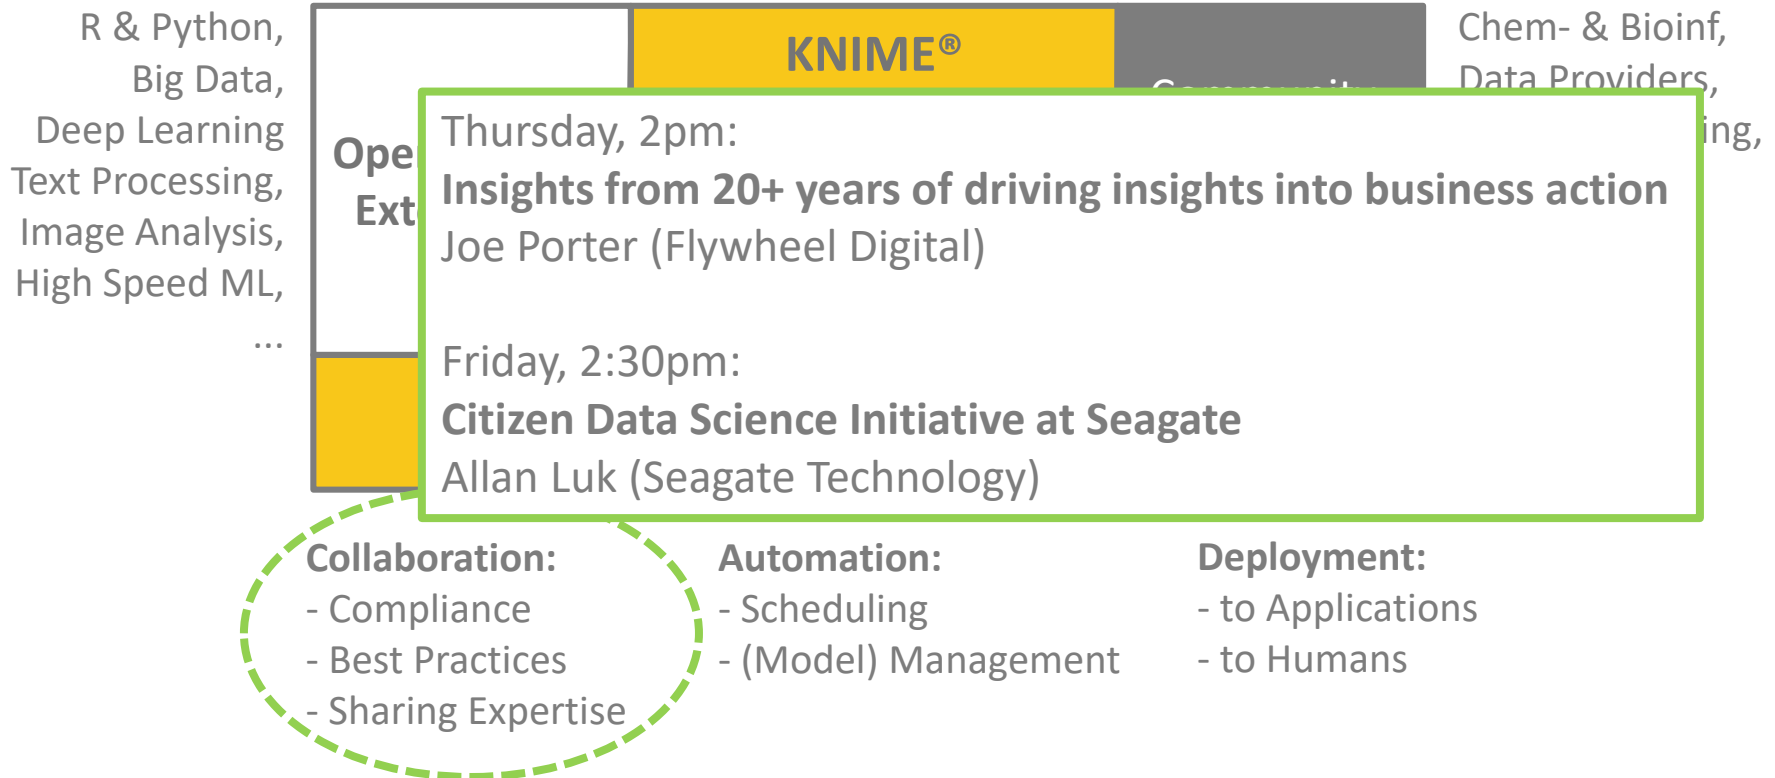 R & Python,
Big Data,
Deep Learning
Text Processing,
Image Analysis,
High Speed ML,
...
KNIME®
Community
Chem- & Bioinf,
Data Providers,
ing,
Thursday, 2pm:
Insights from 20+ years of driving insights into business action
Joe Porter (Flywheel Digital)
Friday, 2:30pm:
Citizen Data Science Initiative at Seagate
Allan Luk (Seagate Technology)
Collaboration:
- Compliance
- Best Practices
- Sharing Expertise
Automation:
- Scheduling
- (Model) Management
Deployment:
- to Applications
- to Humans